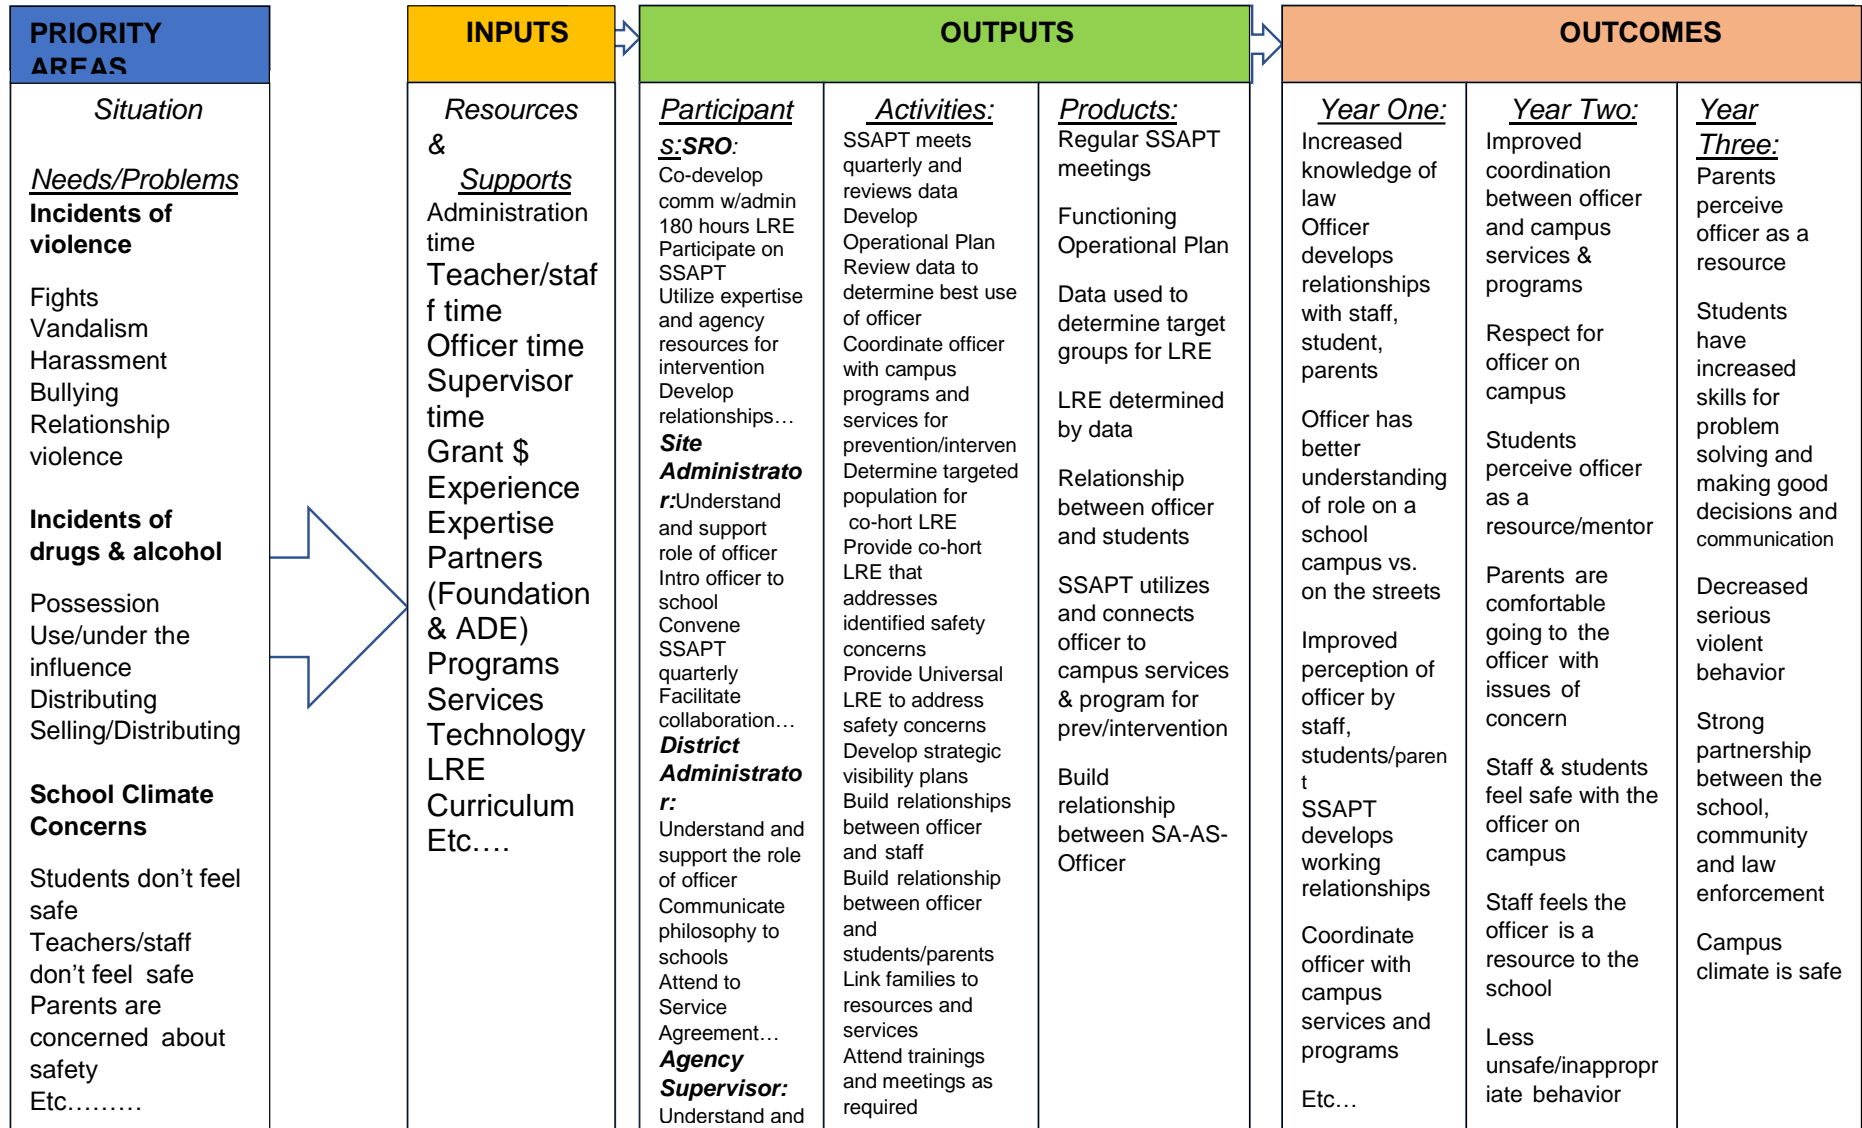 PRIORITY
AREAS
Situation
Needs/Problems
Incidents of
violence
Fights
Vandalism
Harassment
Bullying
Relationship
violence
Incidents of
drugs & alcohol
Possession
Use/under the
influence
Distributing
Selling/Distributing
School Climate
Concerns
Students don’t feel
safe
Teachers/staff
don’t feel safe
Parents are
concerned about
safety
Etc………
INPUTS
Resources
&
Supports
Administration
time
Teacher/staf
f time
Officer time
Supervisor
time
Grant $
Experience
Expertise
Partners
(Foundation
& ADE)
Programs
Services
Technology
LRE
Curriculum
Etc….
OUTPUTS
Participant
s:SRO:
Co-develop
comm w/admin
180 hours LRE
Participate on
SSAPT
Utilize expertise
and agency
resources for
intervention
Develop
relationships…
Site
Administrato
r:Understand
and support
role of officer
Intro officer to
school
Convene
SSAPT
quarterly
Facilitate
collaboration…
District
Administrato
r:
Understand and
support the role
of officer
Communicate
philosophy to
schools
Attend to
Service
Agreement…
Agency
Supervisor:
Understand and
Activities:
SSAPT meets
quarterly and
reviews data
Develop
Operational Plan
Review data to
determine best use
of officer
Coordinate officer
with campus
programs and
services for
prevention/interven
Determine targeted
population for
co-hort LRE
Provide co-hort
LRE that
addresses
identified safety
concerns
Provide Universal
LRE to address
safety concerns
Develop strategic
visibility plans
Build relationships
between officer
and staff
Build relationship
between officer
and
students/parents
Link families to
resources and
services
Attend trainings
and meetings as
required
Products:
Regular SSAPT
meetings
Functioning
Operational Plan
Data used to
determine target
groups for LRE
LRE determined
by data
Relationship
between officer
and students
SSAPT utilizes
and connects
officer to
campus services
& program for
prev/intervention
Build
relationship
between SA-AS-
Officer
OUTCOMES
Year One:
Increased
knowledge of
law
Officer
develops
relationships
with staff,
student,
parents
Officer has
better
understanding
of role on a
school
campus vs.
on the streets
Improved
perception of
officer by
staff,
students/paren
t
SSAPT
develops
working
relationships
Coordinate
officer with
campus
services and
programs
Etc…
Year Two:
Improved
coordination
between officer
and campus
services &
programs
Respect for
officer on
campus
Students
perceive officer
as a
resource/mentor
Parents are
comfortable
going to the
officer with
issues of
concern
Staff & students
feel safe with the
officer on
campus
Staff feels the
officer is a
resource to the
school
Less
unsafe/inappropr
iate behavior
Year
Three:
Parents
perceive
officer as a
resource
Students
have
increased
skills for
problem
solving and
making good
decisions and
communication
Decreased
serious
violent
behavior
Strong
partnership
between the
school,
community
and law
enforcement
Campus
climate is safe